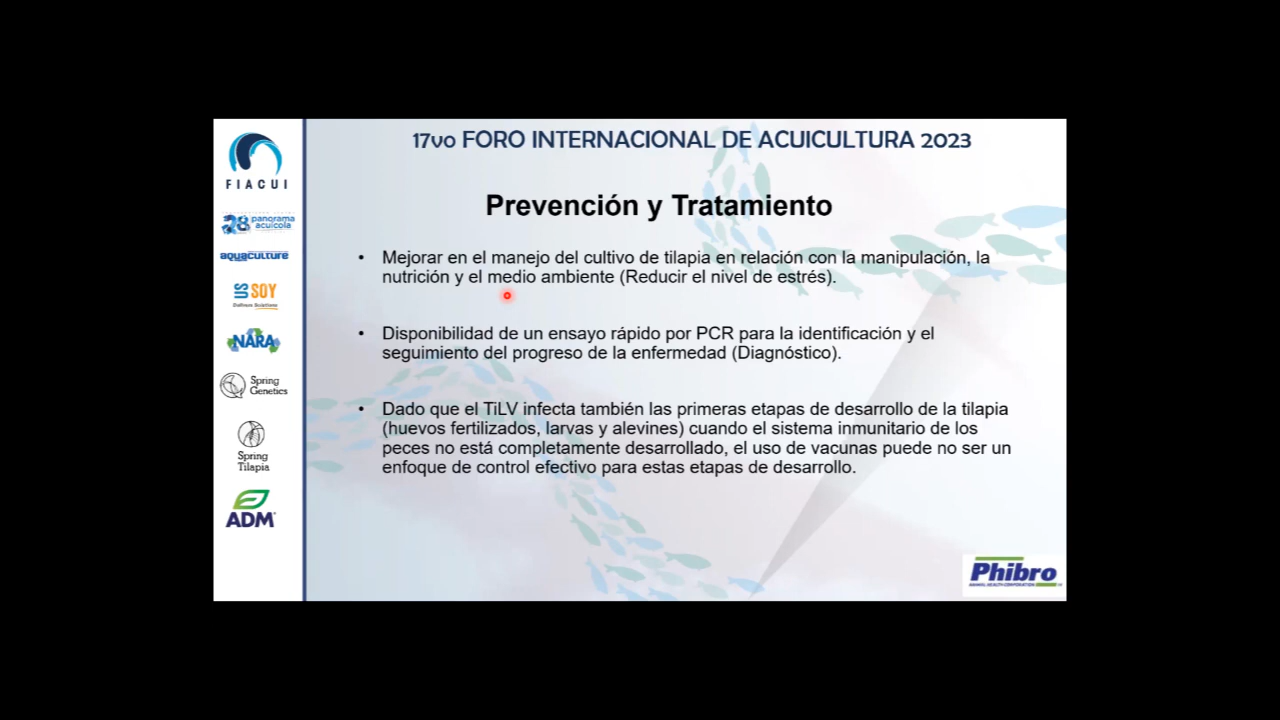 17vo FORO INTERNACIONAL DE ACUICULTURA 2023
FIACUI
28 panorama
acuícola
aquaculture
US SOY
NARA
Spring
Genetics
Spring
Tilapia
ADM
Prevención y Tratamiento
• Mejorar en el manejo del cultivo de tilapia en relación con la manipulación, la
nutrición y el medio ambiente (Reducir el nivel de estrés).
• Disponibilidad de un ensayo rápido por PCR para la identificación y el
seguimiento del progreso de la enfermedad (Diagnóstico).
• Dado que el TiLV infecta también las primeras etapas de desarrollo de la tilapia
(huevos fertilizados, larvas y alevines) cuando el sistema inmunitario de los
peces no está completamente desarrollado, el uso de vacunas puede no ser un
enfoque de control efectivo para estas etapas de desarrollo.
Phibro
ANIMAL HEALTH CORPORATION